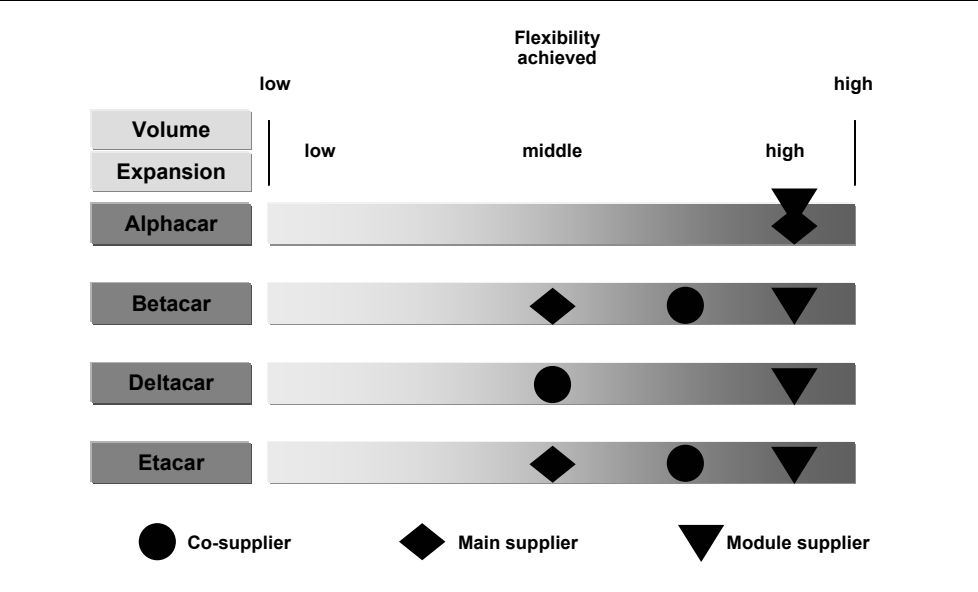 Flexibility
achieved
low
high
Volume
low
middle
high
Expansion
Alphacar
Betacar
Deltacar
Etacar
Co-supplier
Main supplier
Module supplier